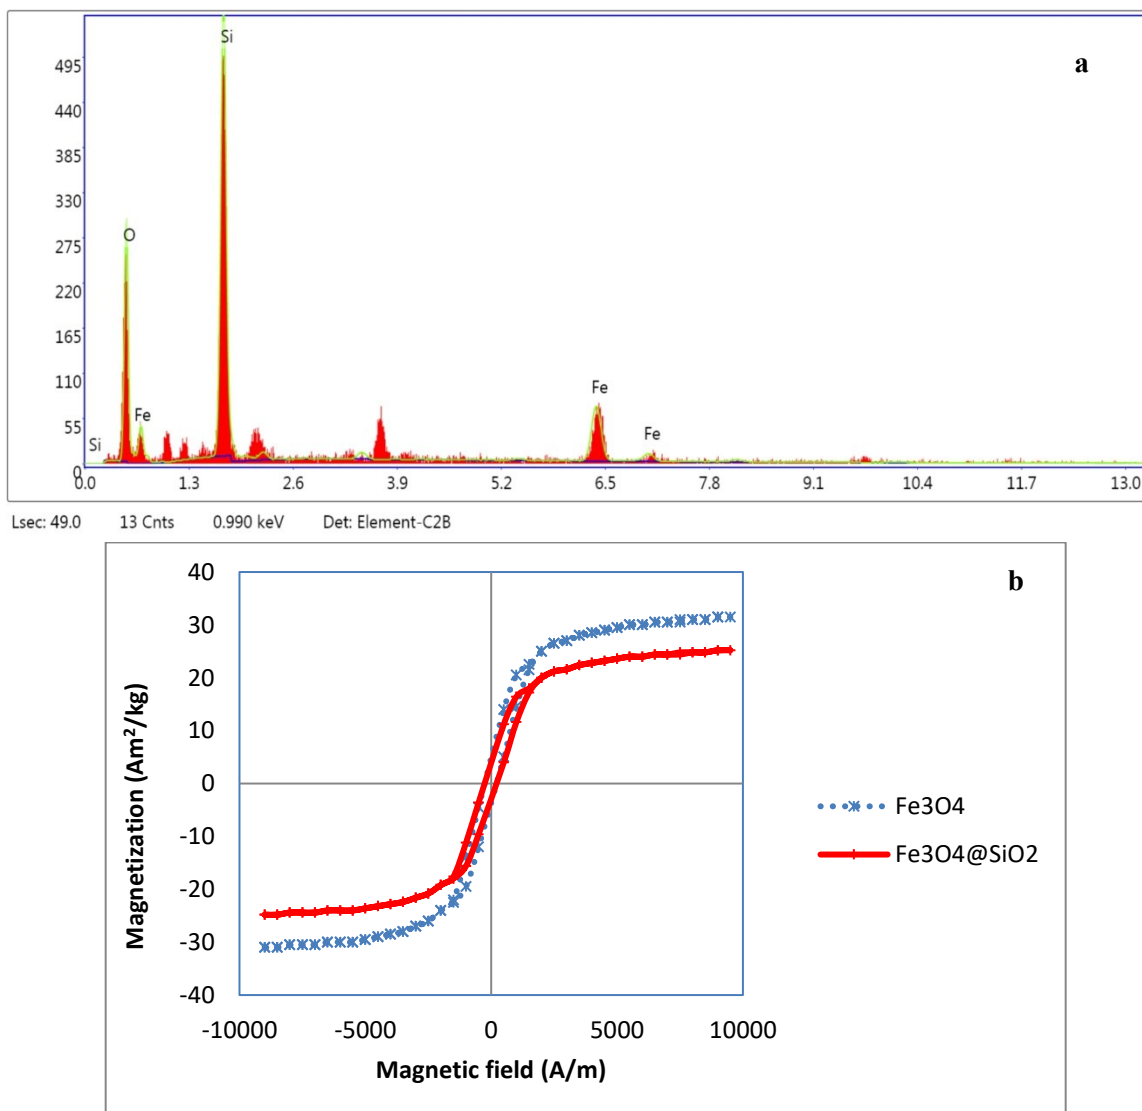 a
Si
495
440
385
330
275
220
165
110
55
0
O
Fe
Si
Fe
Fe
0.0 1.3 2.6 3.9 5.2 6.5 7.8 9.1 10.4 11.7 13.0
Lsec: 49.0 13 Cnts 0.990 keV Det: Element-C2B
b
40
30
20
10
0
-10
-20
-30
-40
Magnetization (Am²/kg)
Fe3O4
Fe3O4@SiO2
-10000 -5000 0 5000 10000
Magnetic field (A/m)